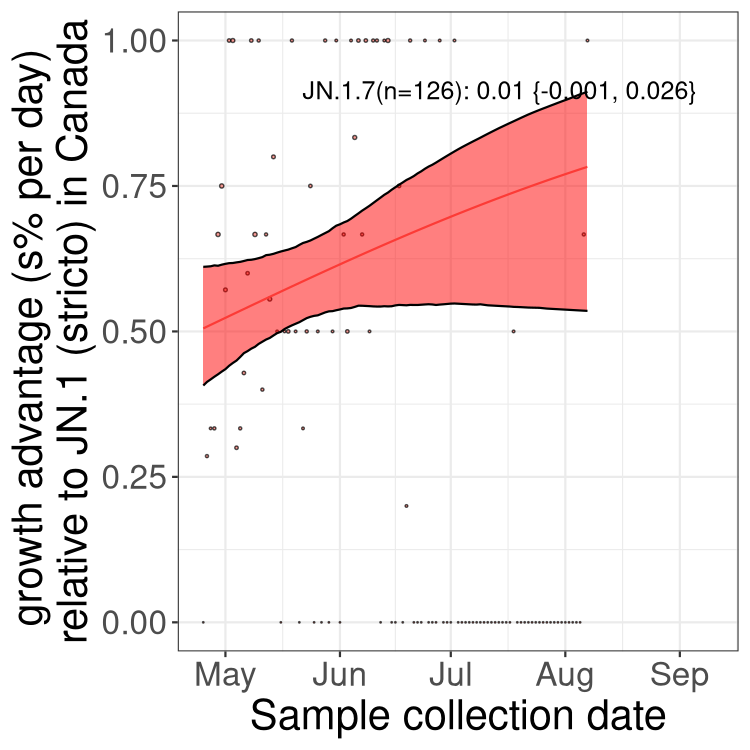 growth advantage (s% per day)
relative to JN.1 (stricto) in Canada
1.00
0.75
0.50
0.25
0.00
JN.1.7(n=126): 0.01 {-0.001, 0.026}
May Jun Jul Aug Sep
Sample collection date